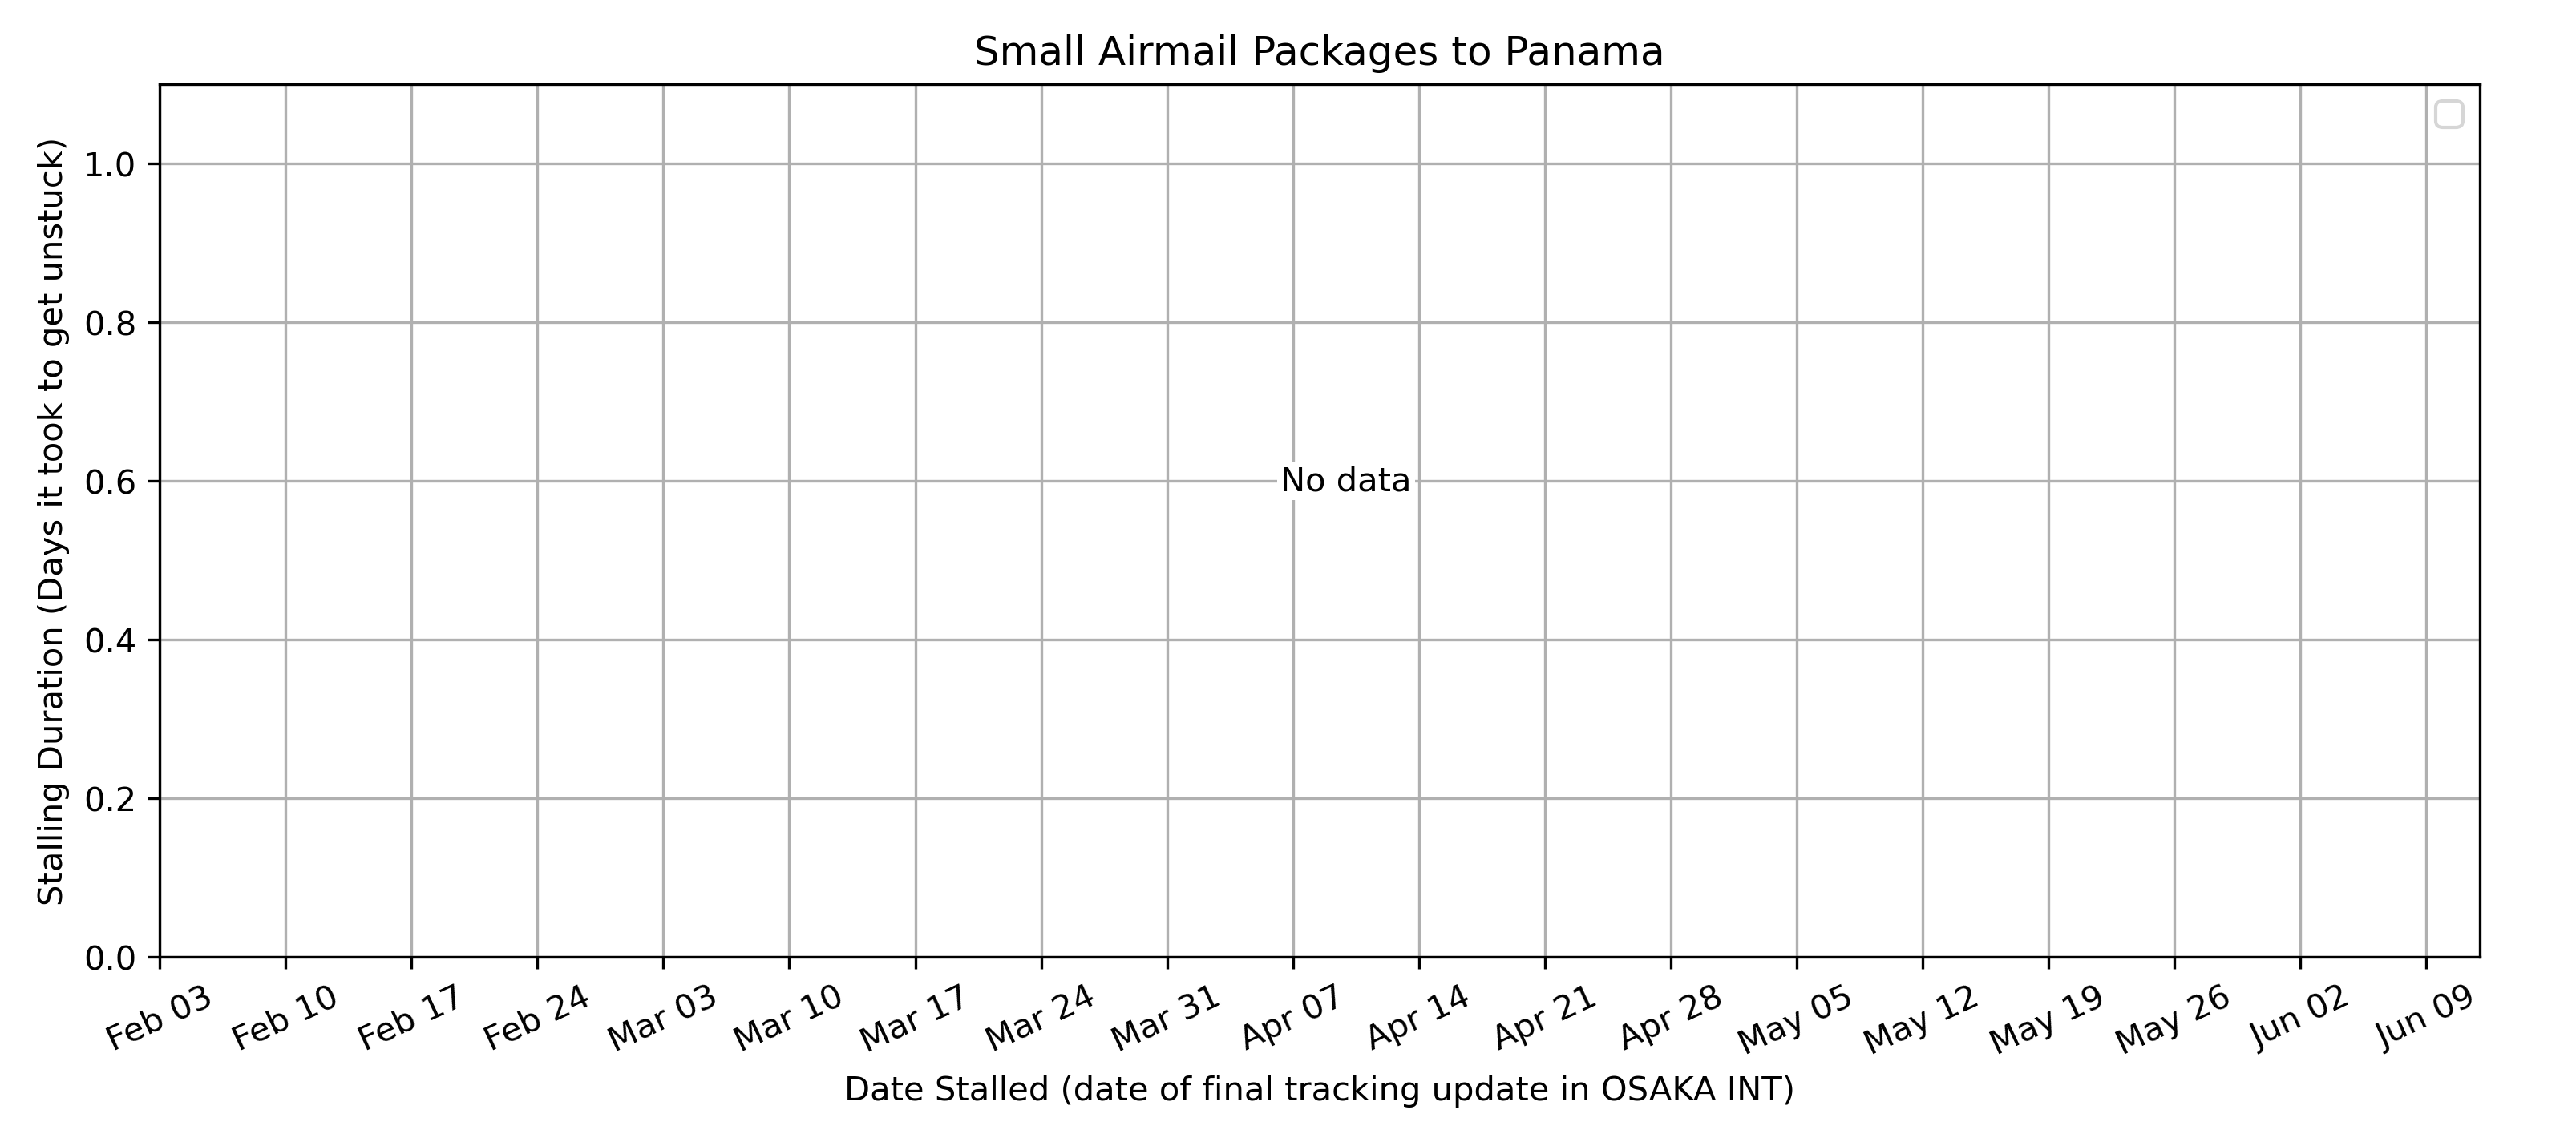 Small Airmail Packages to Panama
Stalling Duration (Days it took to get unstuck)
1.0
0.8
0.6
0.4
0.2
0.0
No data
Feb 03
Feb 10
Feb 17
Feb 24
Mar 03
Mar 10
Mar 17
Mar 24
Mar 31
Apr 07
Apr 14
Apr 21
Apr 28
May 05
May 12
May 19
May 26
Jun 02
Jun 09
Date Stalled (date of final tracking update in OSAKA INT)